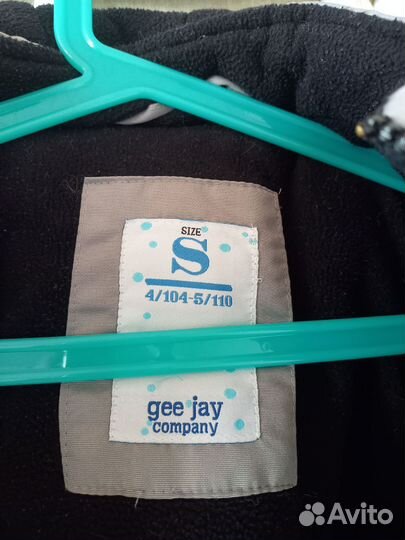 SIZE
S
4/104-5/110
gee jay
company
Avito